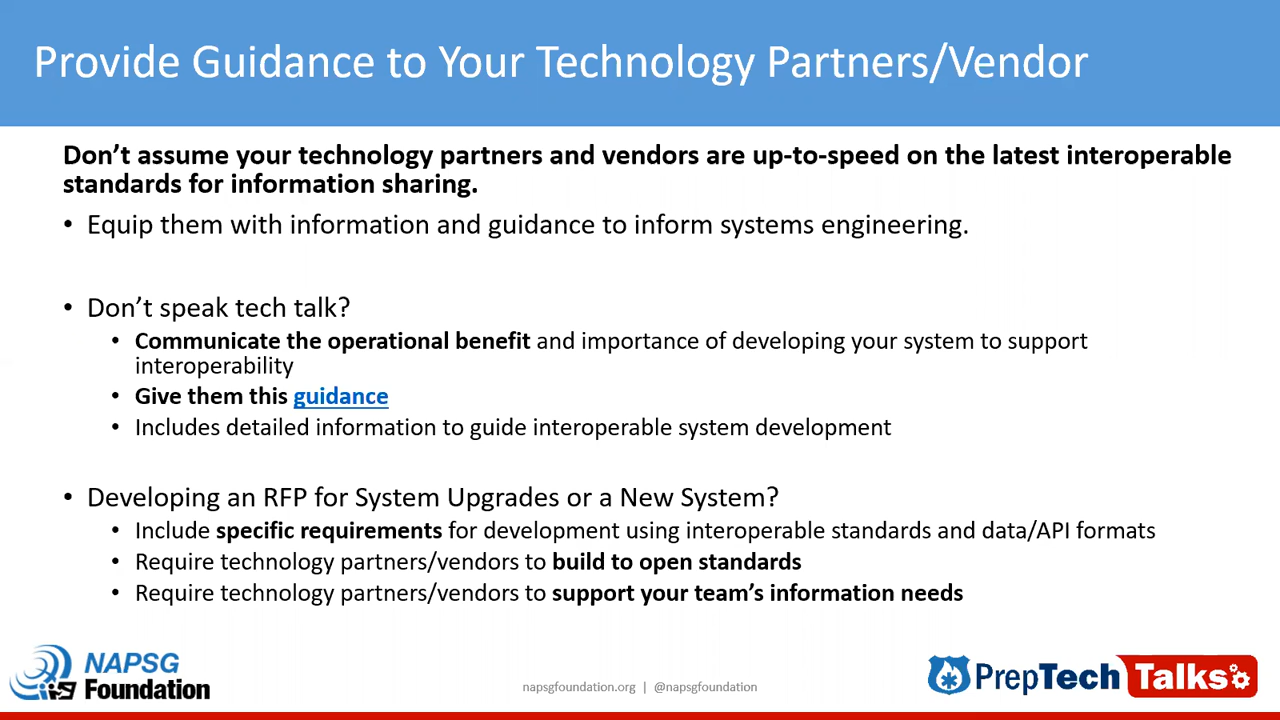 Provide Guidance to Your Technology Partners/Vendor
Don’t assume your technology partners and vendors are up-to-speed on the latest interoperable
standards for information sharing.
• Equip them with information and guidance to inform systems engineering.
• Don’t speak tech talk?
• Communicate the operational benefit and importance of developing your system to support
interoperability
• Give them this guidance
• Includes detailed information to guide interoperable system development
• Developing an RFP for System Upgrades or a New System?
• Include specific requirements for development using interoperable standards and data/API formats
• Require technology partners/vendors to build to open standards
• Require technology partners/vendors to support your team’s information needs
NAPSG
Foundation
napsgfoundation.org | @napsgfoundation
PrepTech Talks